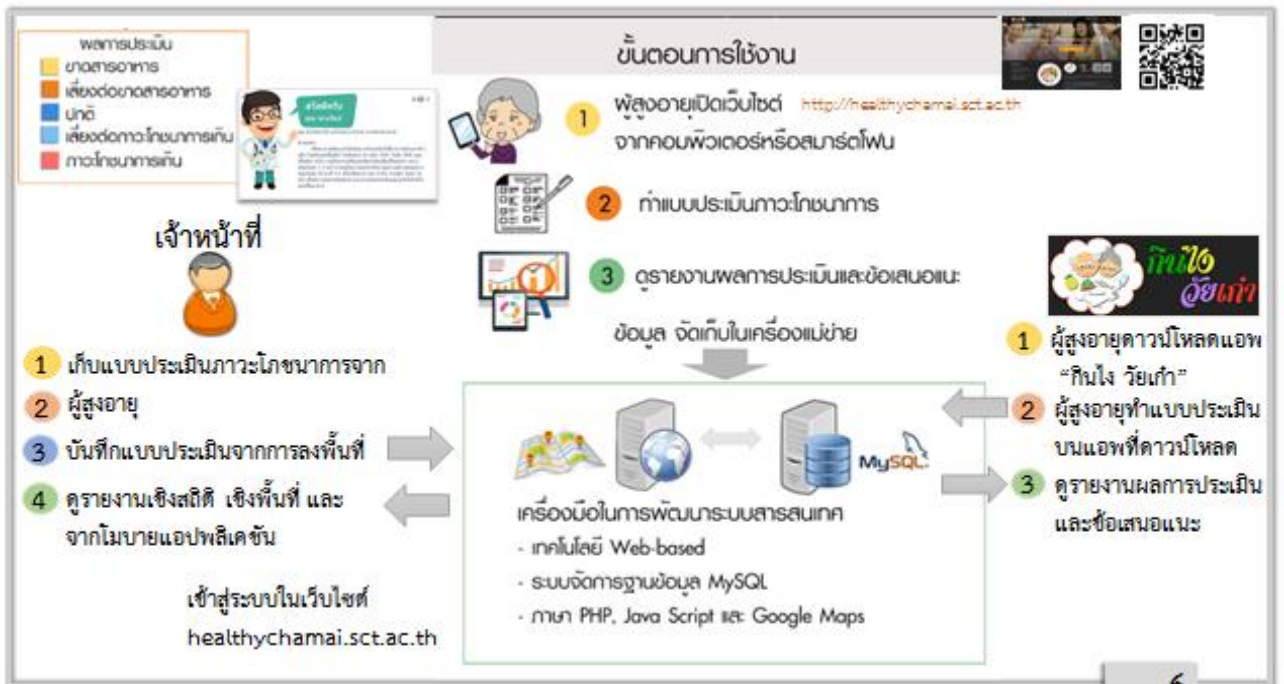 ผลการประเมิน
ขาดสารอาหาร
เสี่ยงต่อขาดสารอาหาร
ปกติ
เสี่ยงต่อภาวะโภชนาการเกิน
ภาวะโภชนาการเกิน
สวัสดีครับ
ขั้นตอนการใช้งาน
1 ผู้สูงอายุเปิดเว็บไซต์ http://healthychamai.sct.ac.th
จากคอมพิวเตอร์หรือสมาร์ตโฟน
2 ทำแบบประเมินภาวะโภชนาการ
3 ดูรายงานผลการประเมินและข้อเสนอแนะ
ข้อมูล จัดเก็บในเครื่องแม่ข่าย
เจ้าหน้าที่
1 เก็บแบบประเมินภาวะโภชนาการจาก
2 ผู้สูงอายุ
3 บันทึกแบบประเมินจากการลงพื้นที่
4 ดูรายงานเชิงสถิติ เชิงพื้นที่ และ
จากโมบายแอปพลิเคชัน
เข้าสู่ระบบในเว็บไซต์
healthychamai.sct.ac.th
MySQL
เครื่องมือในการพัฒนาระบบสารสนเทศ
- เทคโนโลยี Web-based
- ระบบจัดการฐานข้อมูล MySQL
- ภาษา PHP, Java Script และ Google Maps
กินไง
วัยเก๋า
1 ผู้สูงอายุดาวน์โหลดแอพ
“กินไง วัยเก๋า”
2 ผู้สูงอายุทำแบบประเมิน
บนแอพที่ดาวน์โหลด
3 ดูรายงานผลการประเมิน
และข้อเสนอแนะ
6